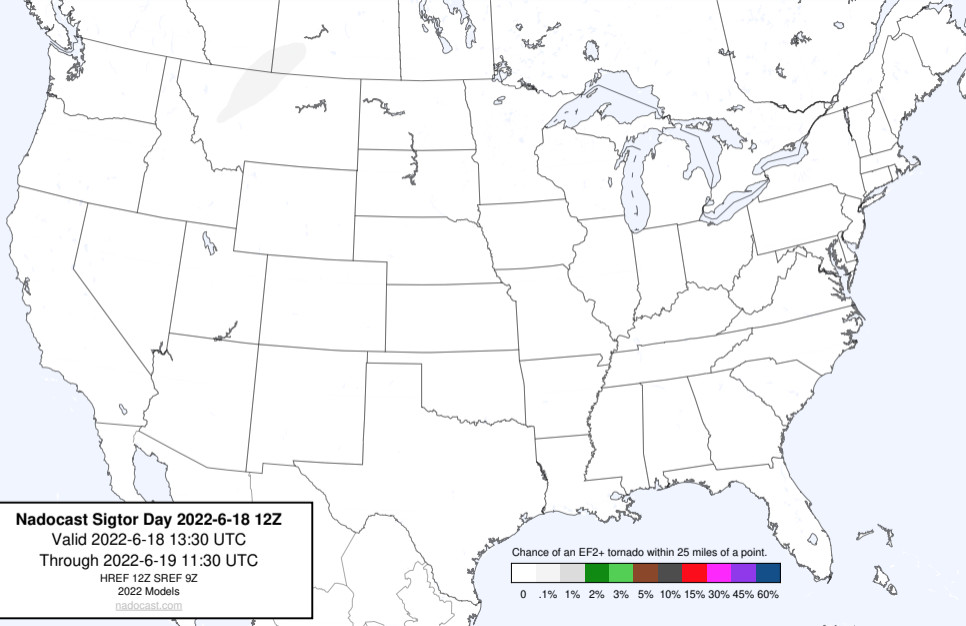 Nadocast Sigtor Day 2022-6-18 12Z
Valid 2022-6-18 13:30 UTC
Through 2022-6-19 11:30 UTC
HREF 12Z SREF 9Z
2022 Models
nadocast.com
Chance of an EF2+ tornado within 25 miles of a point.
0 .1% 1% 2% 3% 5% 10% 15% 30% 45% 60%